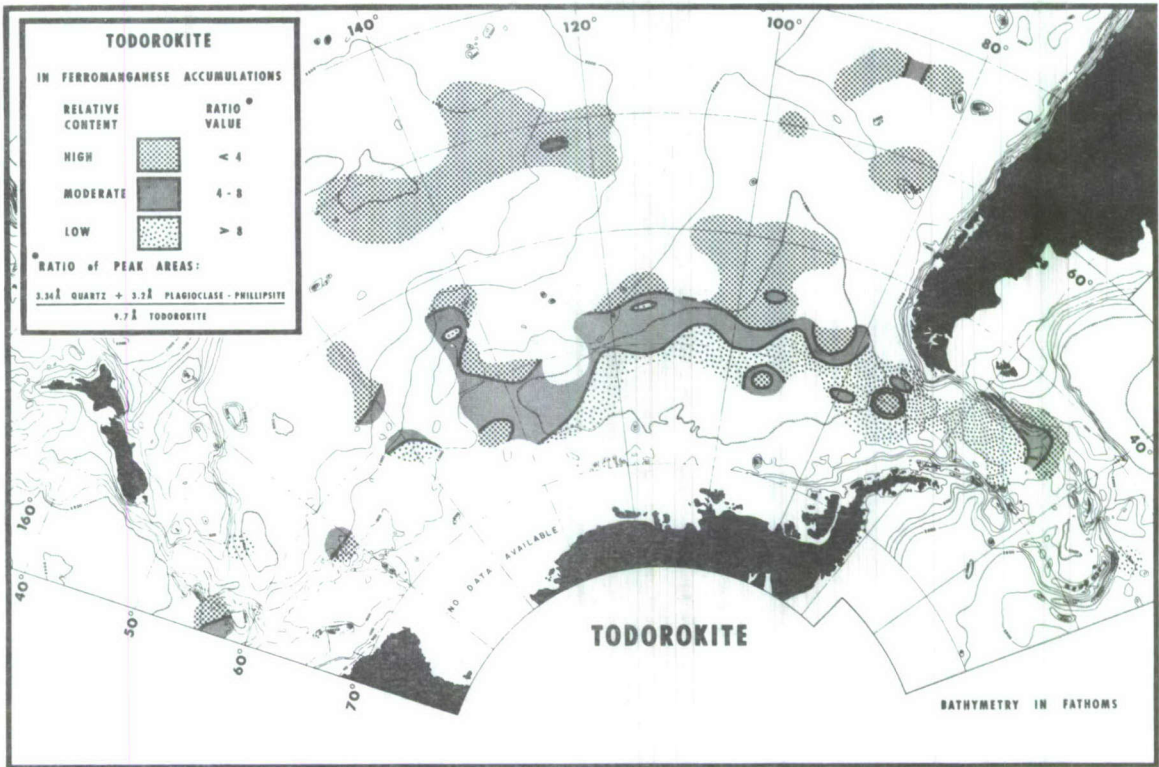 TODOROKITE
IN FERROMANGANESE ACCUMULATIONS
RELATIVE CONTENT RATIO VALUE
HIGH < 4
MODERATE 4 - 8
LOW > 8
RATIO of PEAK AREAS:
3.34Å QUARTZ + 3.2Å PLAGIOCLASE - PHILLIPSITE
9.7Å TODOROKITE
140°
120°
100°
80°
60°
40°
160°
40°
50°
60°
70°
NO DATA AVAILABLE
TODOROKITE
BATHYMETRY IN FATHOMS